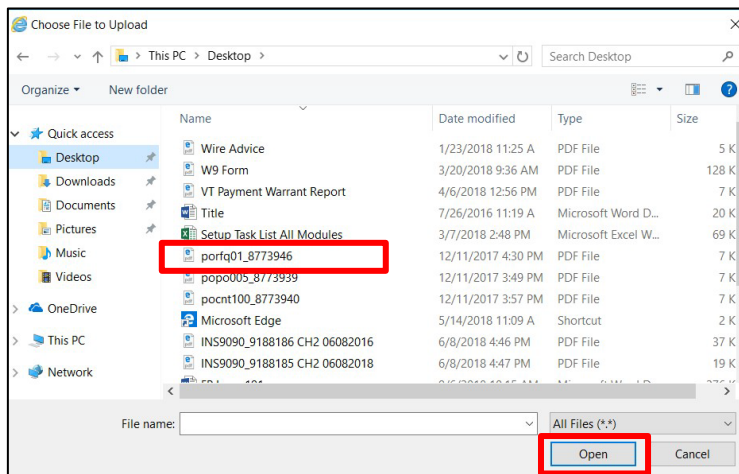 Choose File to Upload
This PC > Desktop >
Search Desktop
Organize
New folder
Name Date modified Type Size
Quick access
Desktop
Downloads
Documents
Pictures
Music
Videos
OneDrive
This PC
Network
Wire Advice 1/23/2018 11:25 A PDF File 5 K
W9 Form 3/20/2018 9:36 AM PDF File 128 K
VT Payment Warrant Report 4/6/2018 12:56 PM PDF File 7 K
Title 7/26/2016 11:19 A Microsoft Word D... 20 K
Setup Task List All Modules 3/7/2018 2:48 PM Microsoft Excel W... 69 K
porfq01_8773946 12/11/2017 4:30 PM PDF File 7 K
popo005_8773939 12/11/2017 3:49 PM PDF File 7 K
pocnt100_8773940 12/11/2017 3:57 PM PDF File 7 K
Microsoft Edge 5/14/2018 11:09 A Shortcut 2 K
INS9090_9188186 CH2 06082016 6/8/2018 4:46 PM PDF File 37 K
INS9090_9188185 CH2 06082018 6/8/2018 4:47 PM PDF File 19 K
File name:
All Files (*.*)
Open
Cancel